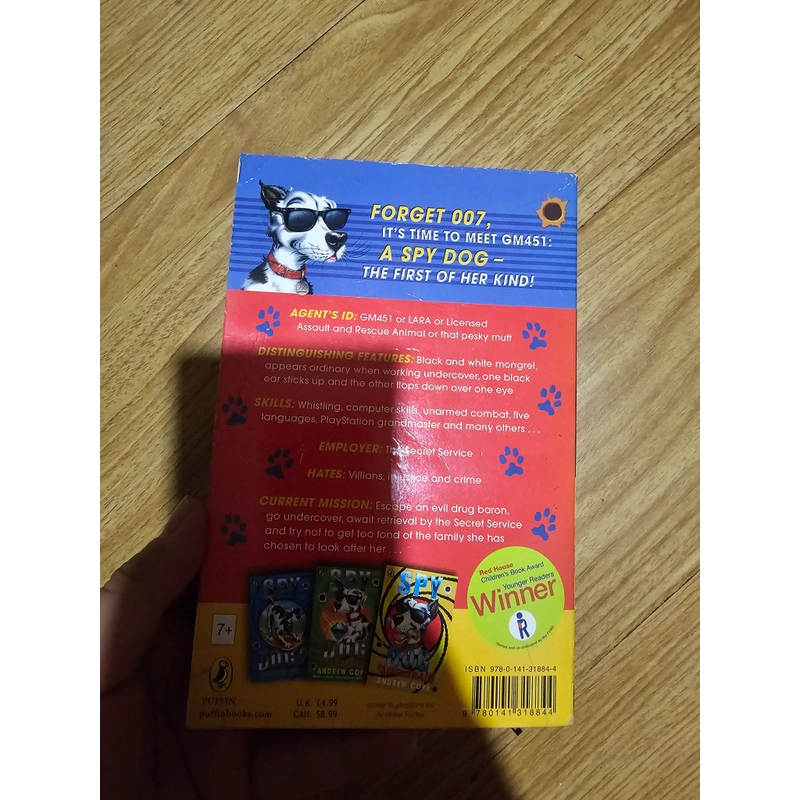 FORGET 007,
IT'S TIME TO MEET GM451:
A SPY DOG –
THE FIRST OF HER KIND!
AGENT'S ID: GM451 or LARA or Licensed
Assault and Rescue Animal or that pesky mutt
DISTINGUISHING FEATURES: Black and white mongrel,
appears ordinary when working undercover, one black
ear sticks up and the other flops down over one eye
SKILLS: Whistling, computer skills, unarmed combat, five
languages, PlayStation grandmaster and many others . . .
EMPLOYER: The Secret Service
HATES: Villians, injustice and crime
CURRENT MISSION: Escape an evil drug baron,
go undercover, await retrieval by the Secret Service
and try not to get too fond of the family she has
chosen to look after her . . .
Red House
Children's Book Award
Younger Readers
Winner
SPY
DOG
SPY
DOG
ANDREW COPE
SPY
DOG
ANDREW COPE
7+
PUFFIN
puffinbooks.com
U.K. £4.99
CAN. $8.99
Cover illustrations by
ISBN 978-0-141-31884-4
9 780141 318844